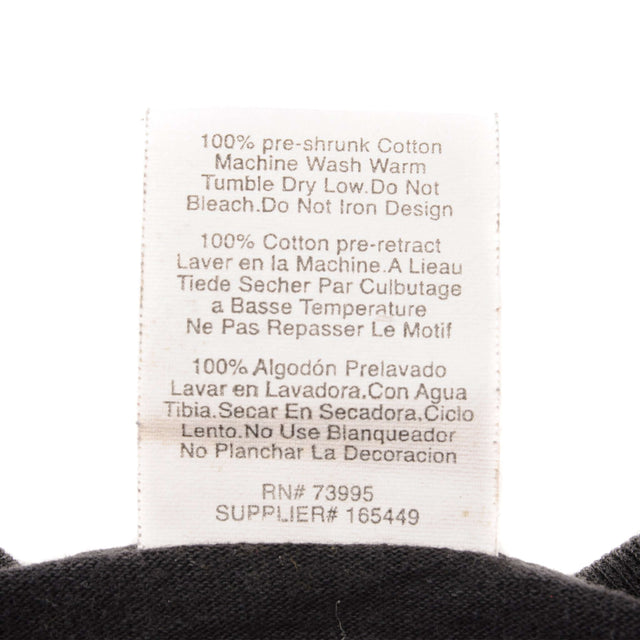 100% pre-shrunk Cotton
Machine Wash Warm
Tumble Dry Low.Do Not
Bleach.Do Not Iron Design
100% Cotton pre-retract
Laver en la Machine.A Lieau
Tiede Secher Par Culbutage
a Basse Temperature
Ne Pas Repasser Le Motif
100% Algodón Prelavado
Lavar en Lavadora.Con Agua
Tibia.Secar En Secadora,Ciclo
Lento.No Use Blanqueador
No Planchar La Decoracion
RN# 73995
SUPPLIER# 165449